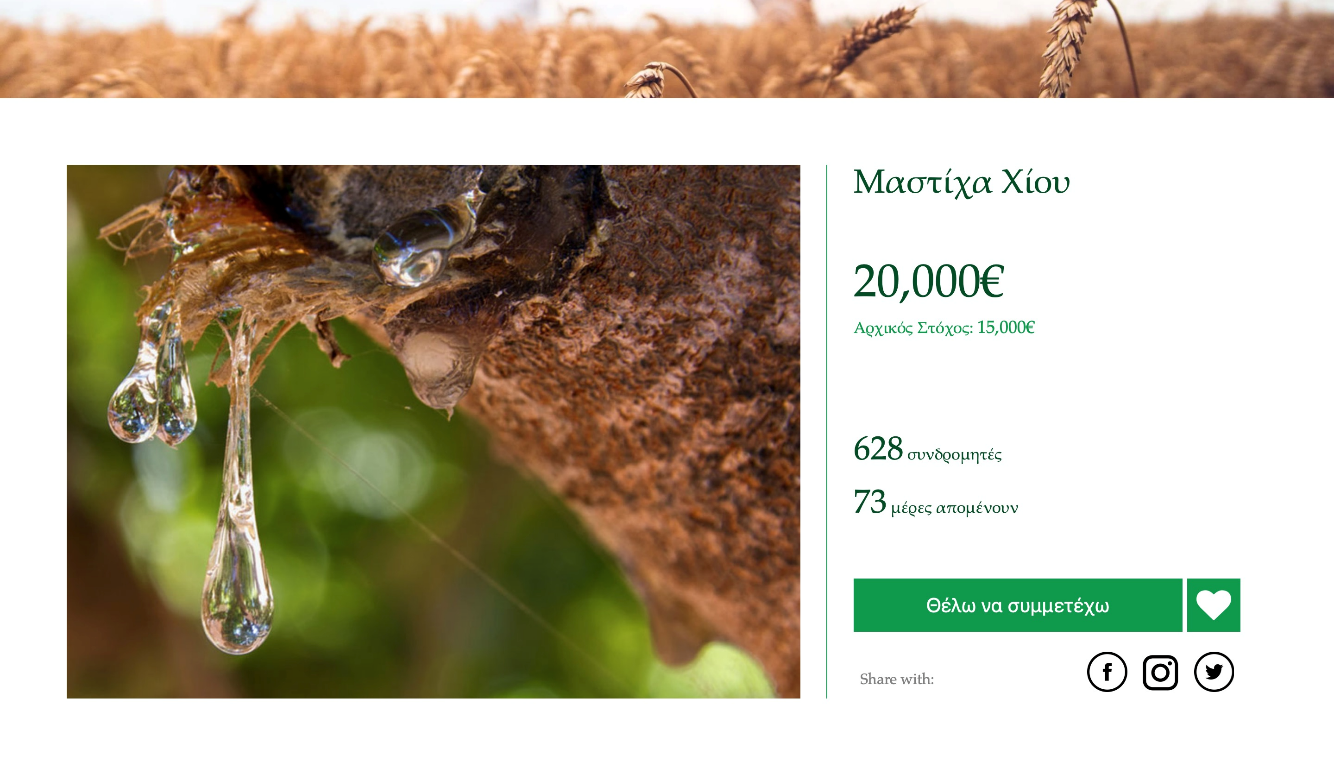 Μαστίχα Χίου
20,000€
Αρχικός Στόχος: 15,000€
628 συνδρομητές
73 μέρες απομένουν
Θέλω να συμμετέχω
Share with: